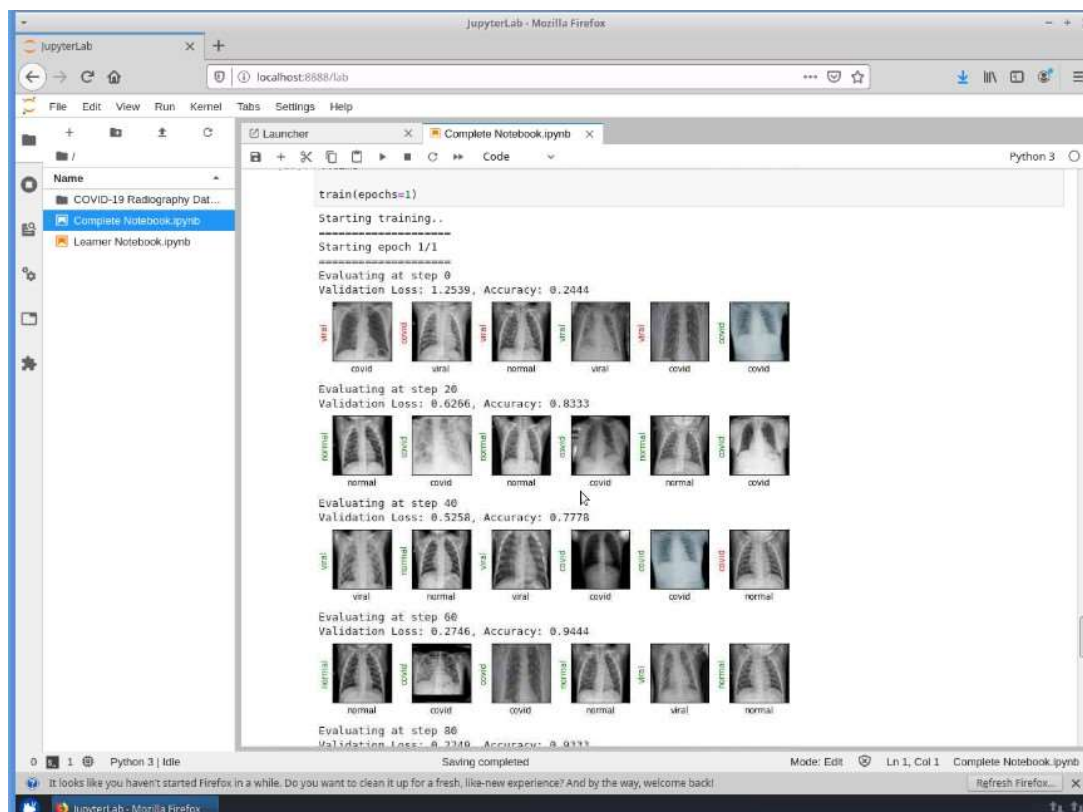 JupyterLab - Mozilla Firefox
JupyterLab
localhost:8888/lab
File Edit View Run Kernel Tabs Settings Help
Launcher
Complete Notebook.ipynb
/
Code
Python 3
Name
COVID-19 Radiography Dat...
Complete Notebook.ipynb
Learner Notebook.ipynb
train(epochs=1)
Starting training..
====================
Starting epoch 1/1
====================
Evaluating at step 0
Validation Loss: 1.2539, Accuracy: 0.2444
viral covid viral viral viral covid
covid viral normal viral covid covid
Evaluating at step 20
Validation Loss: 0.6266, Accuracy: 0.8333
normal covid normal covid normal covid
normal covid normal covid normal covid
Evaluating at step 40
Validation Loss: 0.5258, Accuracy: 0.7778
viral normal viral covid covid covid
viral normal viral covid covid normal
Evaluating at step 60
Validation Loss: 0.2746, Accuracy: 0.9444
normal covid covid normal viral normal
normal covid covid normal viral normal
Evaluating at step 80
Validation Loss: 0.2249, Accuracy: 0.9333
0 1 Python 3 | Idle Saving completed Mode: Edit Ln 1, Col 1 Complete Notebook.ipynb
It looks like you haven't started Firefox in a while. Do you want to clean it up for a fresh, like-new experience? And by the way, welcome back!
Refresh Firefox...
JupyterLab - Mozilla Firefox